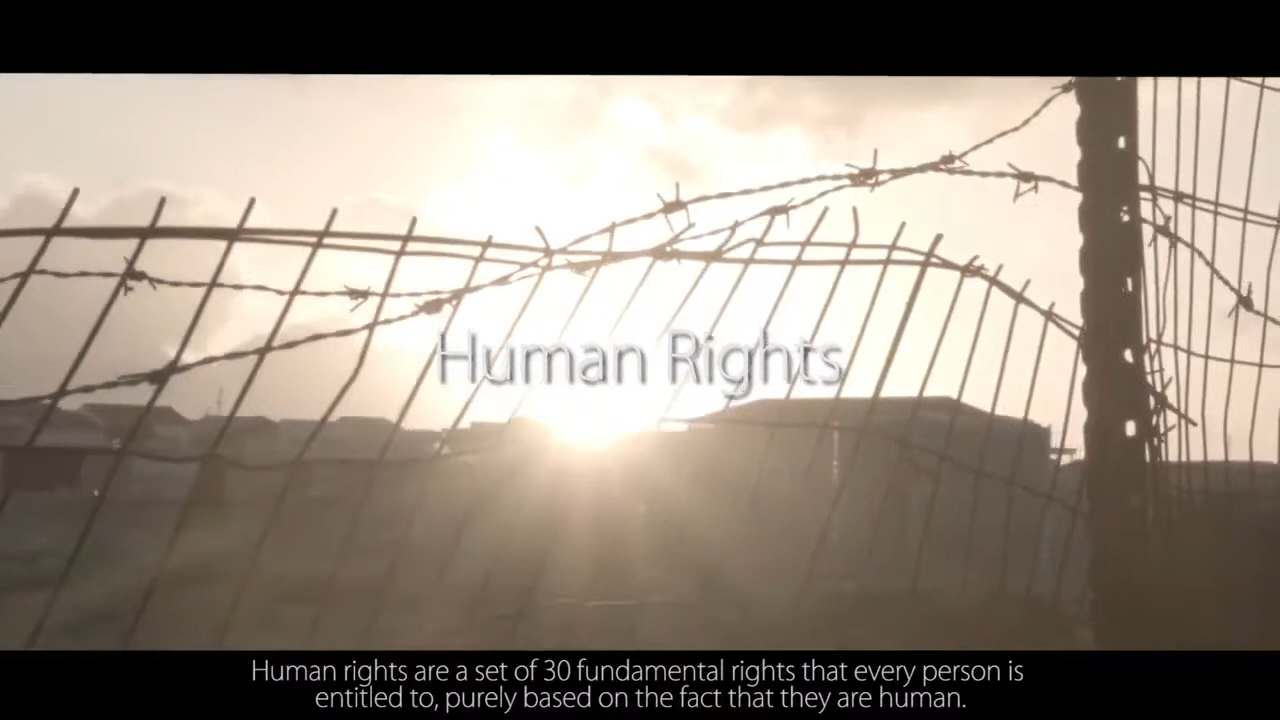 Human Rights
Human rights are a set of 30 fundamental rights that every person is
entitled to, purely based on the fact that they are human.